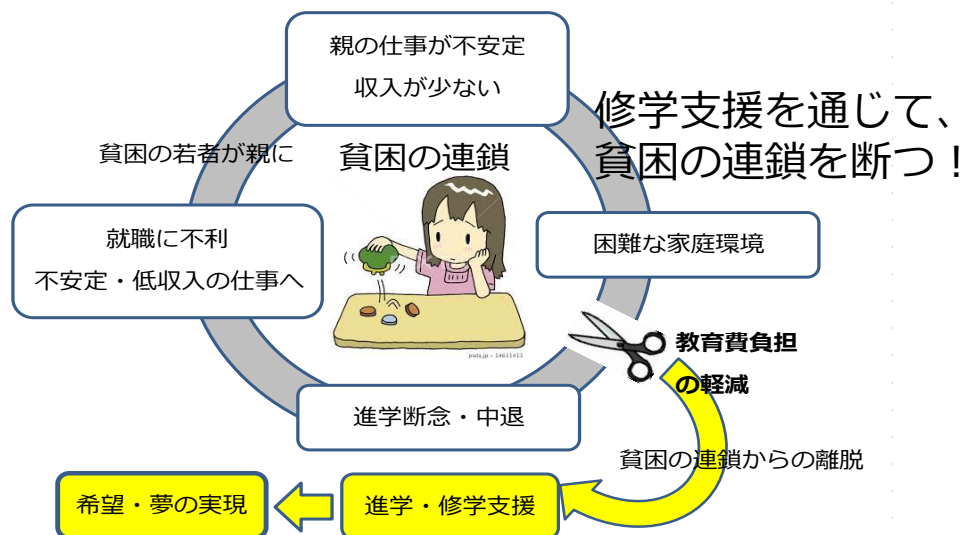 親の仕事が不安定
収入が少ない
修学支援を通じて、
貧困の連鎖を断つ！
貧困の若者が親に
貧困の連鎖
就職に不利
不安定・低収入の仕事へ
困難な家庭環境
pixta.jp - 14611413
教育費負担
の軽減
進学断念・中退
貧困の連鎖からの離脱
希望・夢の実現
進学・修学支援